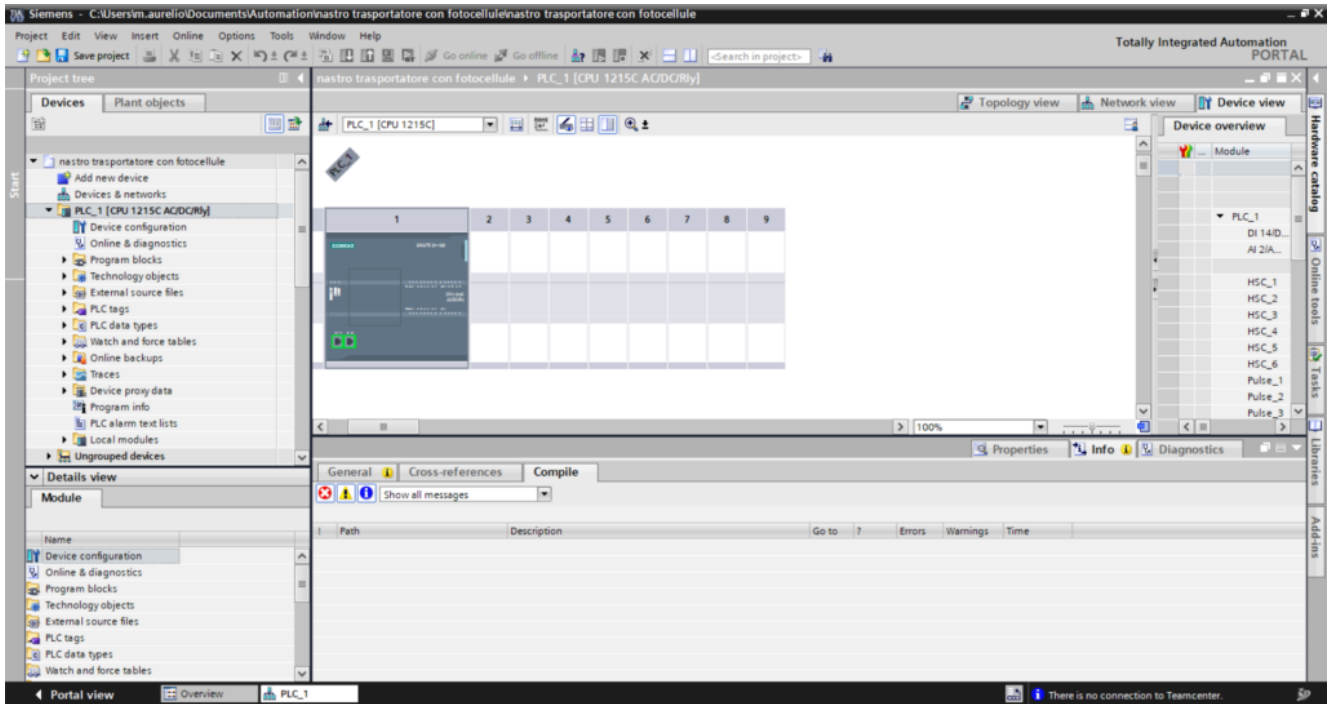 Siemens - C:\Users\m.aurelio\Documents\Automation\nastro trasportatore con fotocellule\nastro trasportatore con fotocellule
Project Edit View Insert Online Options Tools Window Help
Totally Integrated Automation
PORTAL
Save project
Go online
Go offline
<Search in project>
Project tree
nastro trasportatore con fotocellule
PLC_1 [CPU 1215C AC/DC/Rly]
Devices
Plant objects
Topology view
Network view
Device view
PLC_1 [CPU 1215C]
Device overview
Module
nastro trasportatore con fotocellule
Add new device
Devices & networks
PLC_1 [CPU 1215C AC/DC/Rly]
Device configuration
Online & diagnostics
Program blocks
Technology objects
External source files
PLC tags
PLC data types
Watch and force tables
Online backups
Traces
Device proxy data
Program info
PLC alarm text lists
Local modules
Ungrouped devices
Start
PLC_1
1 2 3 4 5 6 7 8 9
SIEMENS
... Module
PLC_1
DI 14/D...
AI 2/A...
HSC_1
HSC_2
HSC_3
HSC_4
HSC_5
HSC_6
Pulse_1
Pulse_2
Pulse_3
100%
Hardware catalog
Online tools
Tasks
Libraries
Add-ins
Properties
Info
Diagnostics
General
Cross-references
Compile
Show all messages
! Path Description Go to ? Errors Warnings Time
Details view
Module
Name
Device configuration
Online & diagnostics
Program blocks
Technology objects
External source files
PLC tags
PLC data types
Watch and force tables
Portal view
Overview
PLC_1
There is no connection to Teamcenter.